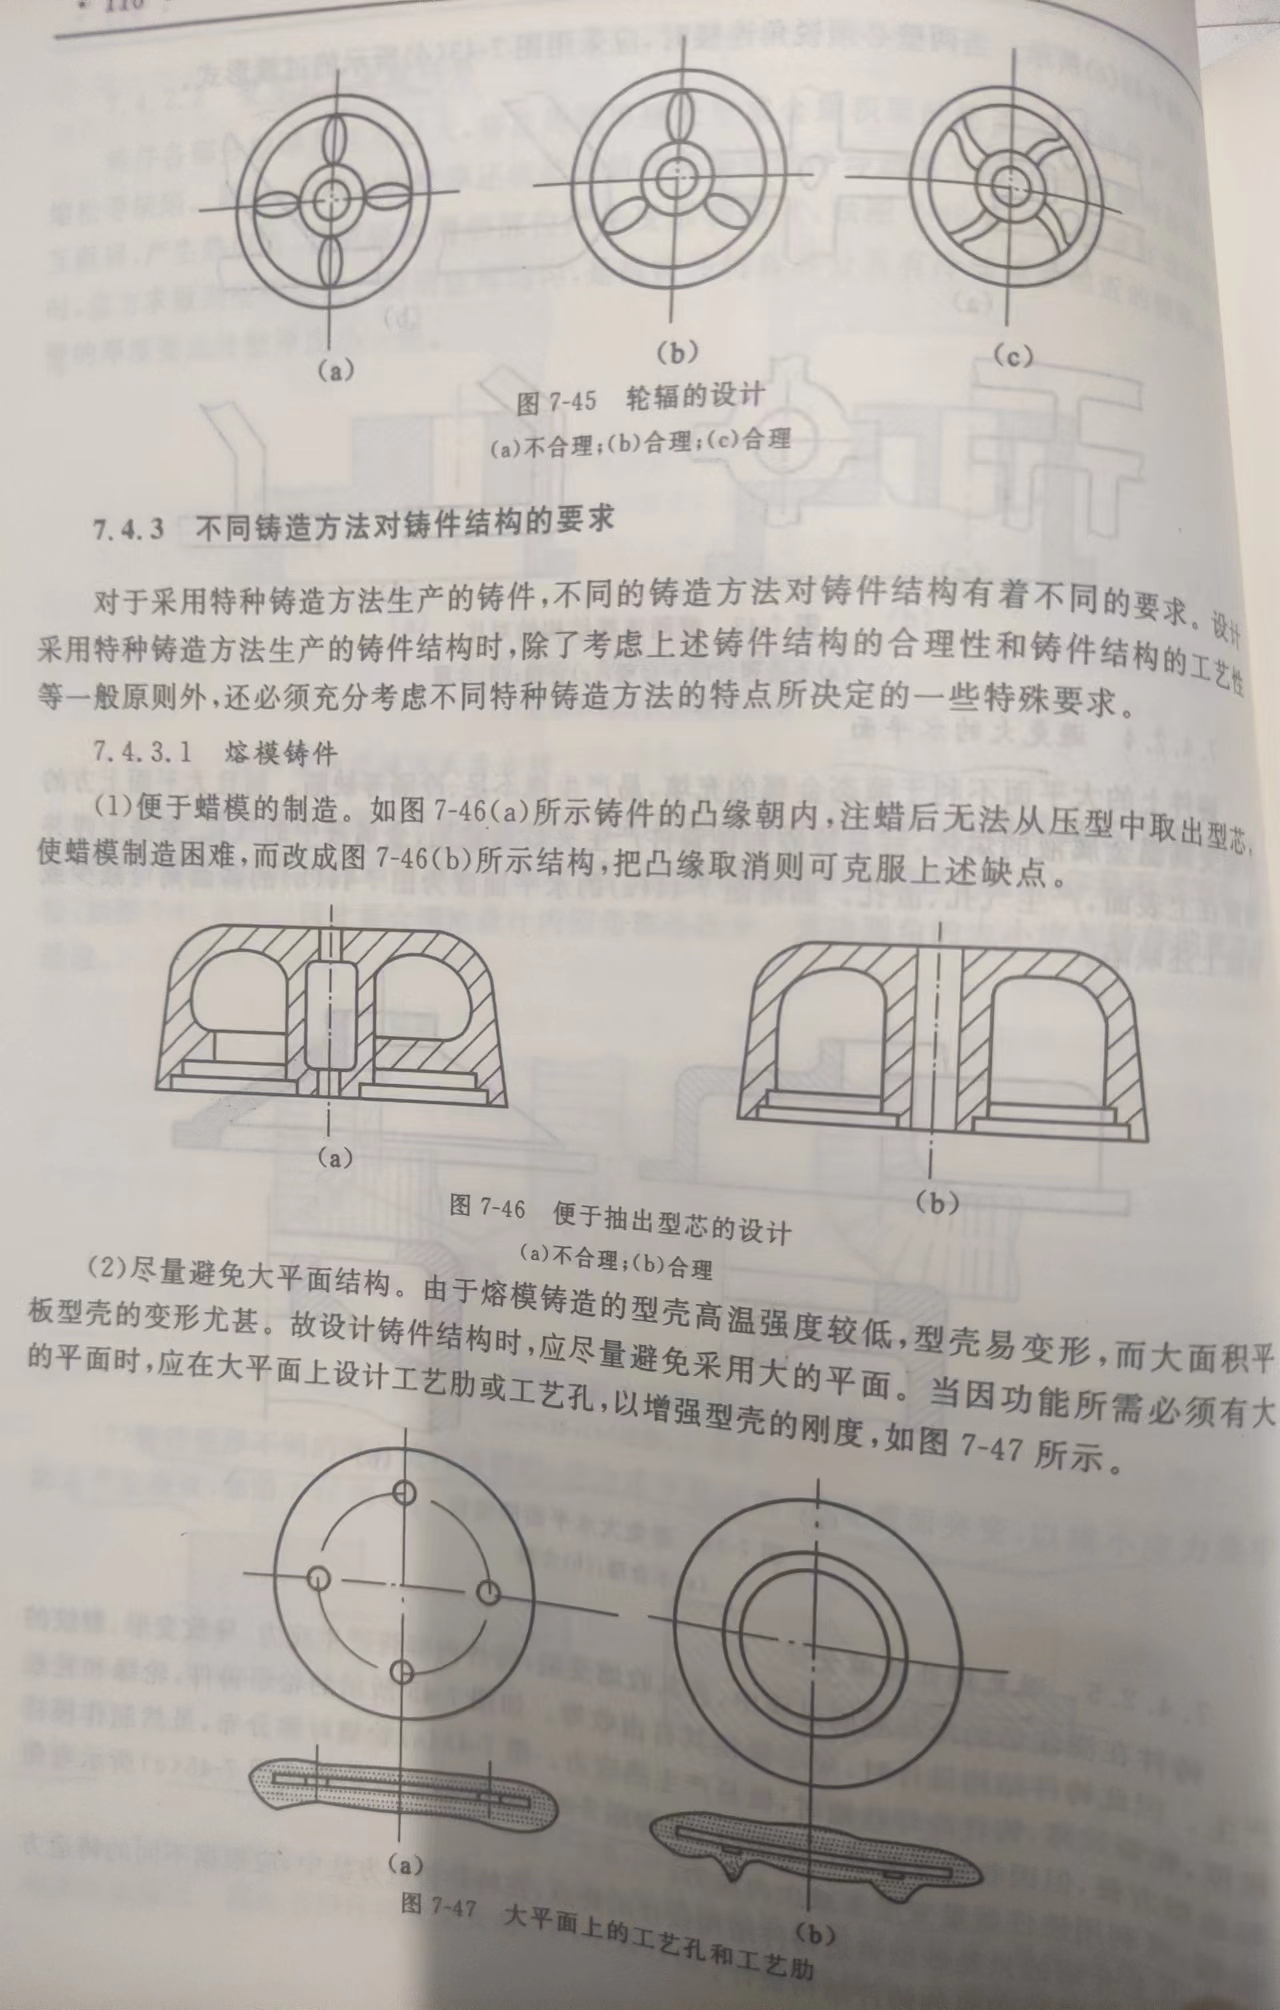 · 110 ·
(a)
(b)
(c)
图 7-45 轮辐的设计
(a)不合理;(b)合理;(c)合理
7.4.3 不同铸造方法对铸件结构的要求
对于采用特种铸造方法生产的铸件,不同的铸造方法对铸件结构有着不同的要求。设计
采用特种铸造方法生产的铸件结构时,除了考虑上述铸件结构的合理性和铸件结构的工艺性
等一般原则外,还必须充分考虑不同特种铸造方法的特点所决定的一些特殊要求。
7.4.3.1 熔模铸件
(1)便于蜡模的制造。如图 7-46(a)所示铸件的凸缘朝内,注蜡后无法从压型中取出型芯,
使蜡模制造困难,而改成图 7-46(b)所示结构,把凸缘取消则可克服上述缺点。
(a)
(b)
图 7-46 便于抽出型芯的设计
(a)不合理;(b)合理
(2)尽量避免大平面结构。由于熔模铸造的型壳高温强度较低,型壳易变形,而大面积平
板型壳的变形尤甚。故设计铸件结构时,应尽量避免采用大的平面。当因功能所需必须有大
的平面时,应在大平面上设计工艺肋或工艺孔,以增强型壳的刚度,如图 7-47 所示。
(a)
(b)
图 7-47 大平面上的工艺孔和工艺肋